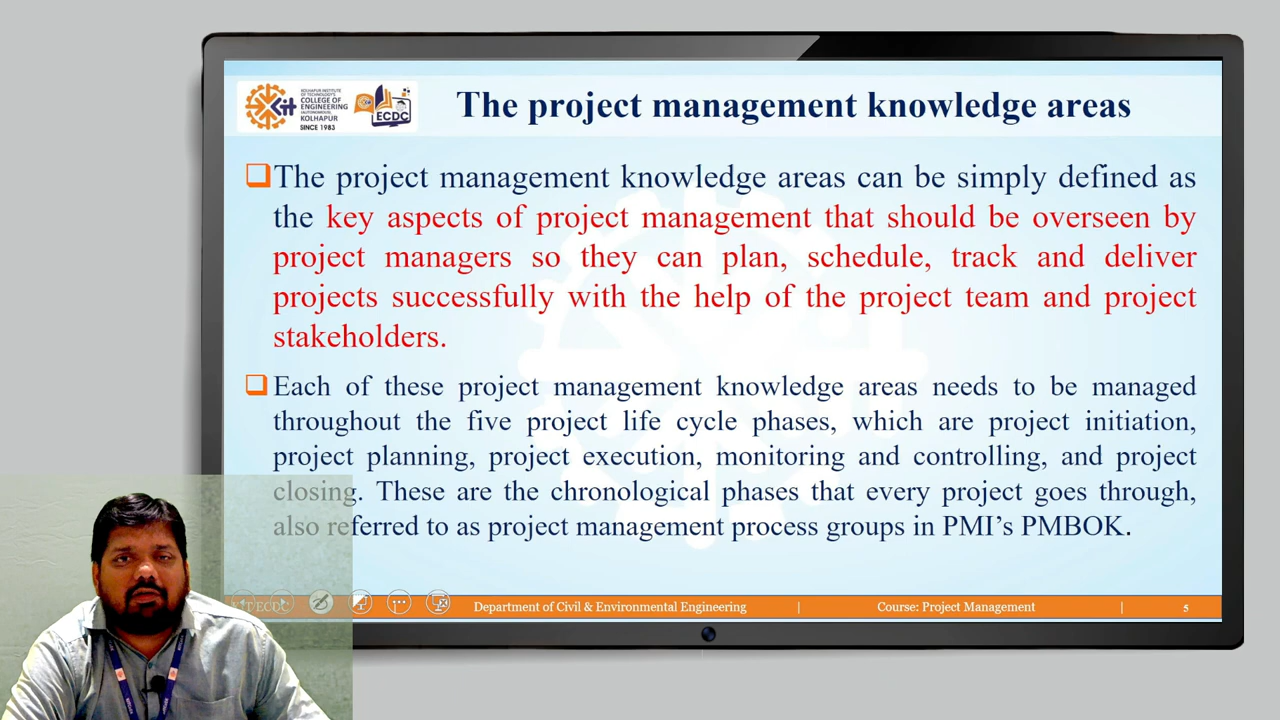 KOLHAPUR INSTITUTE
OF TECHNOLOGY'S
COLLEGE OF
ENGINEERING
(AUTONOMOUS),
KOLHAPUR
SINCE 1983
ECDC
The project management knowledge areas
The project management knowledge areas can be simply defined as
the key aspects of project management that should be overseen by
project managers so they can plan, schedule, track and deliver
projects successfully with the help of the project team and project
stakeholders.
Each of these project management knowledge areas needs to be managed
throughout the five project life cycle phases, which are project initiation,
project planning, project execution, monitoring and controlling, and project
closing. These are the chronological phases that every project goes through,
also referred to as project management process groups in PMI’s PMBOK.
ECDC
Department of Civil & Environmental Engineering | Course: Project Management | 5